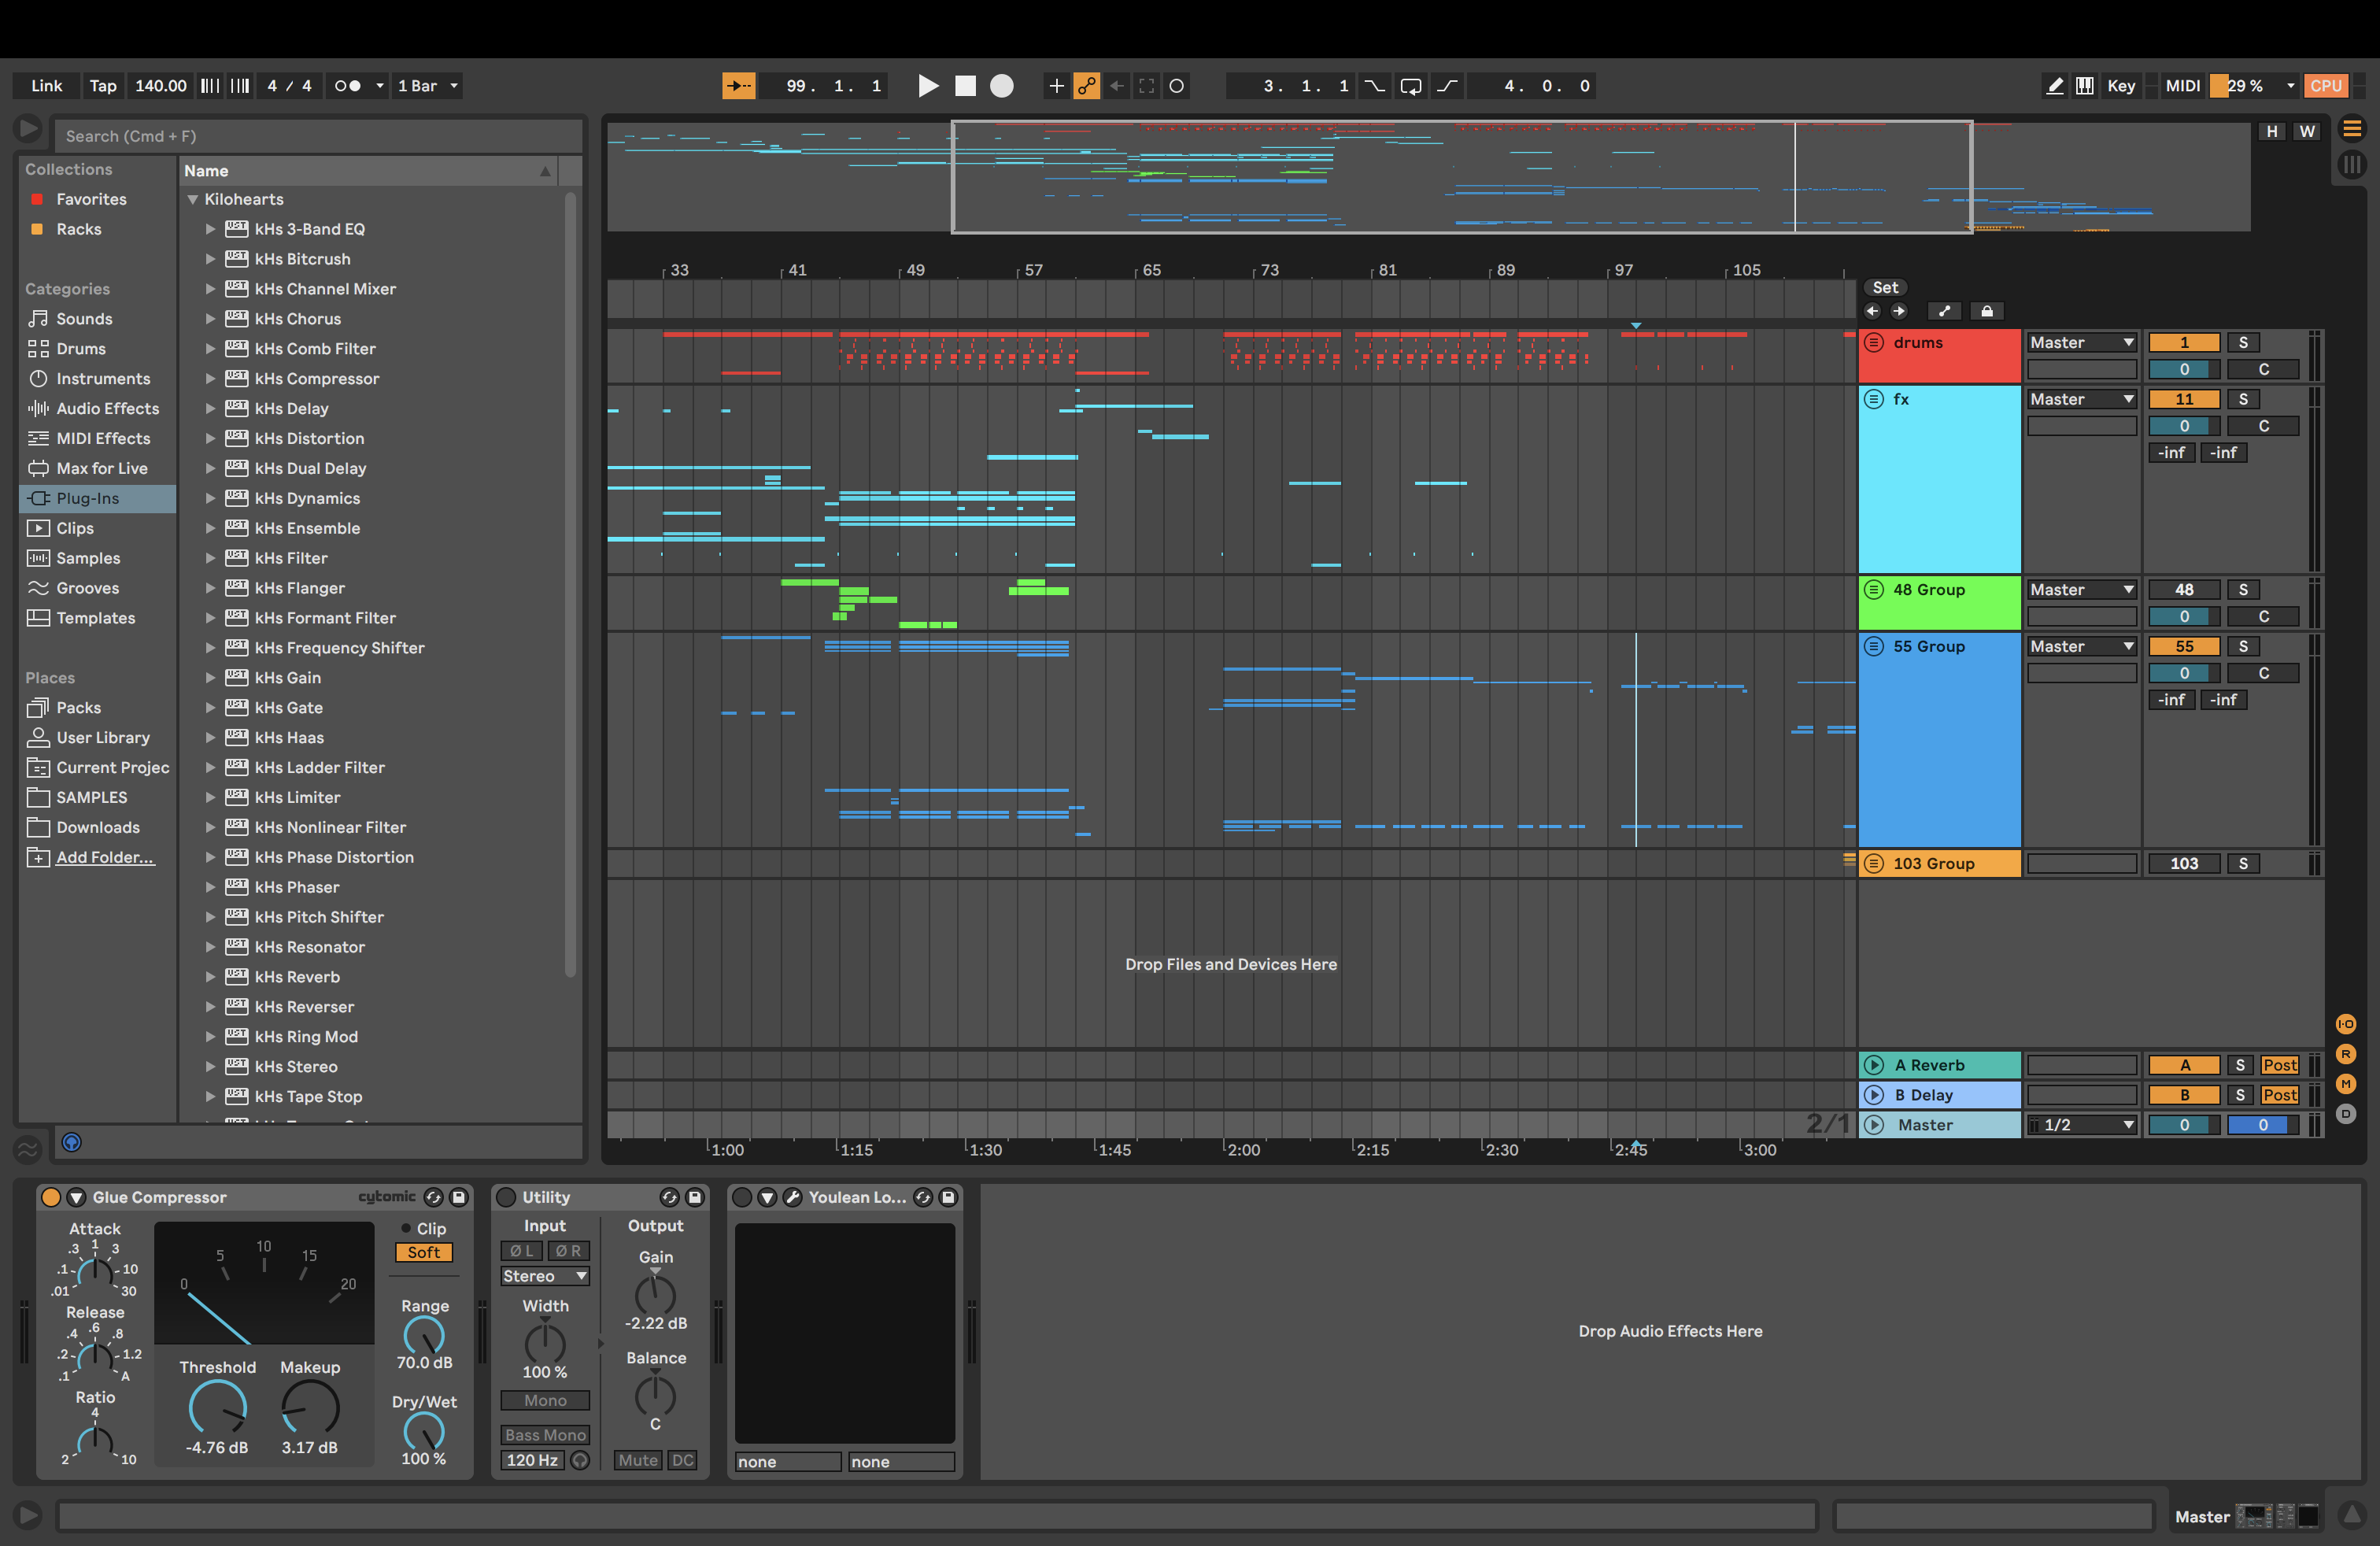 Link Tap 140.00 4 / 4 1 Bar 99. 1. 1 3. 1. 1 4. 0. 0 Key MIDI 29 % CPU
Search (Cmd + F)
H W
Collections
Favorites
Racks
Categories
Sounds
Drums
Instruments
Audio Effects
MIDI Effects
Max for Live
Plug-Ins
Clips
Samples
Grooves
Templates
Places
Packs
User Library
Current Projec
SAMPLES
Downloads
Add Folder...
Name
Kilohearts
kHs 3-Band EQ
kHs Bitcrush
kHs Channel Mixer
kHs Chorus
kHs Comb Filter
kHs Compressor
kHs Delay
kHs Distortion
kHs Dual Delay
kHs Dynamics
kHs Ensemble
kHs Filter
kHs Flanger
kHs Formant Filter
kHs Frequency Shifter
kHs Gain
kHs Gate
kHs Haas
kHs Ladder Filter
kHs Limiter
kHs Nonlinear Filter
kHs Phase Distortion
kHs Phaser
kHs Pitch Shifter
kHs Resonator
kHs Reverb
kHs Reverser
kHs Ring Mod
kHs Stereo
kHs Tape Stop
33 41 49 57 65 73 81 89 97 105
Set
drums Master 1 S
0 C
fx Master 11 S
0 C
-inf -inf
48 Group Master 48 S
0 C
55 Group Master 55 S
0 C
-inf -inf
103 Group 103 S
Drop Files and Devices Here
I·O
R
M
D
A Reverb A S Post
B Delay B S Post
2/1 Master 1/2 0 0
1:00 1:15 1:30 1:45 2:00 2:15 2:30 2:45 3:00
Glue Compressor cytomic
Attack
.01 .1 .3 1 3 10 30
Release
.1 .2 .4 .6 .8 1.2 A
Ratio
2 4 10
0 5 10 15 20
Threshold Makeup
-4.76 dB 3.17 dB
Clip
Soft
Range
70.0 dB
Dry/Wet
100 %
Utility
Input
Ø L Ø R
Stereo
Width
100 %
Mono
Bass Mono
120 Hz
Output
Gain
-2.22 dB
Balance
C
Mute DC
Youlean Lo...
none none
Drop Audio Effects Here
Master